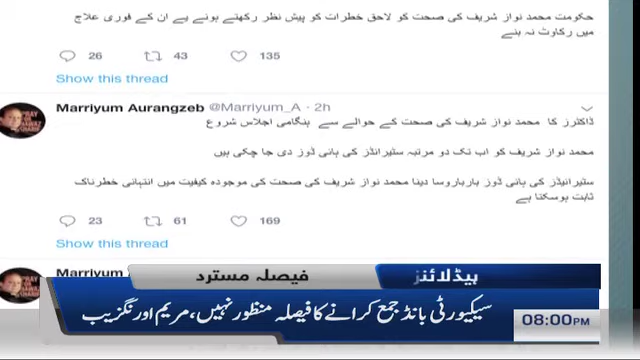 حکومت محمد نواز شریف کی صحت کو لاحق خطرات کو پیش نظر رکھتے ہوئے ان کے فوری علاج
میں رکاوٹ نہ بنے
26 43 135
Show this thread
Marriyum Aurangzeb @Marriyum_A · 2h
ڈاکٹرز کا محمد نواز شریف کی صحت کے حوالے سے ہنگامی اجلاس شروع
محمد نواز شریف کو اب تک دو مرتبہ سٹیرائڈز کی ہائی ڈوز دی جا چکی ہیں
سٹیرائیڈز کی ہائی ڈوز بارباروسا دینا محمد نواز شریف کی صحت کی موجودہ کیفیت میں انتہائی خطرناک
ثابت ہوسکتا ہے
23 61 169
Show this thread
Marriyum
ہیڈلائنز
فیصلہ مسترد
سیکیورٹی بانڈ جمع کرانے کا فیصلہ منظور نہیں، مریم اورنگزیب
08:00PM